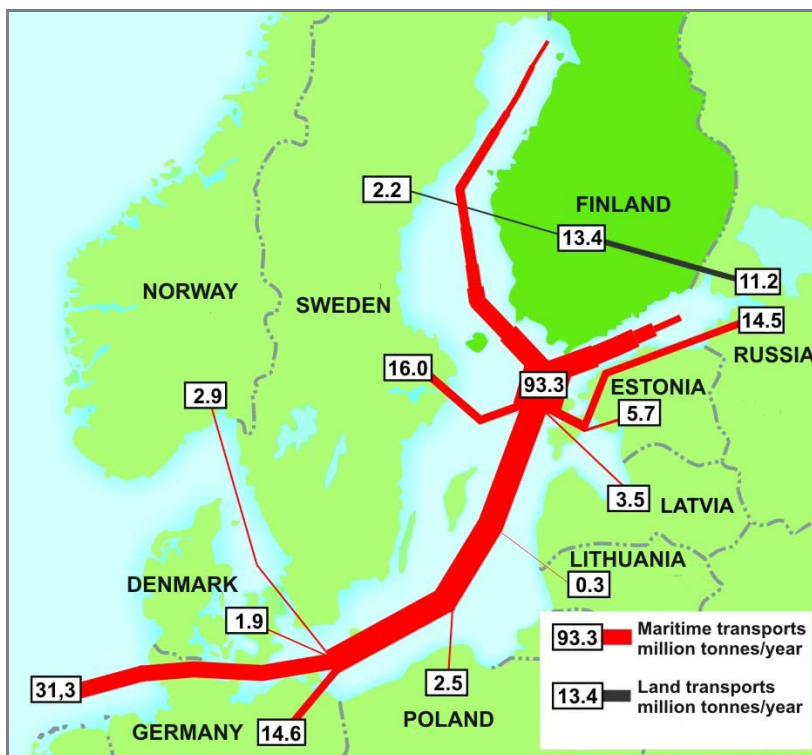 2.2
FINLAND
13.4
11.2
NORWAY
SWEDEN
14.5
RUSSIA
16.0
93.3
2.9
ESTONIA
5.7
3.5
LATVIA
LITHUANIA
0.3
DENMARK
1.9
31,3
2.5
POLAND
GERMANY
14.6
93.3
Maritime transports
million tonnes/year
13.4
Land transports
million tonnes/year